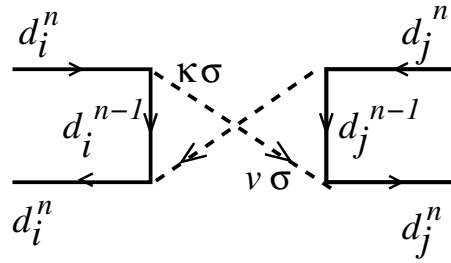 d_i^n d_j^n
κσ
d_i^{n-1} d_j^{n-1}
νσ
d_i^n d_j^n